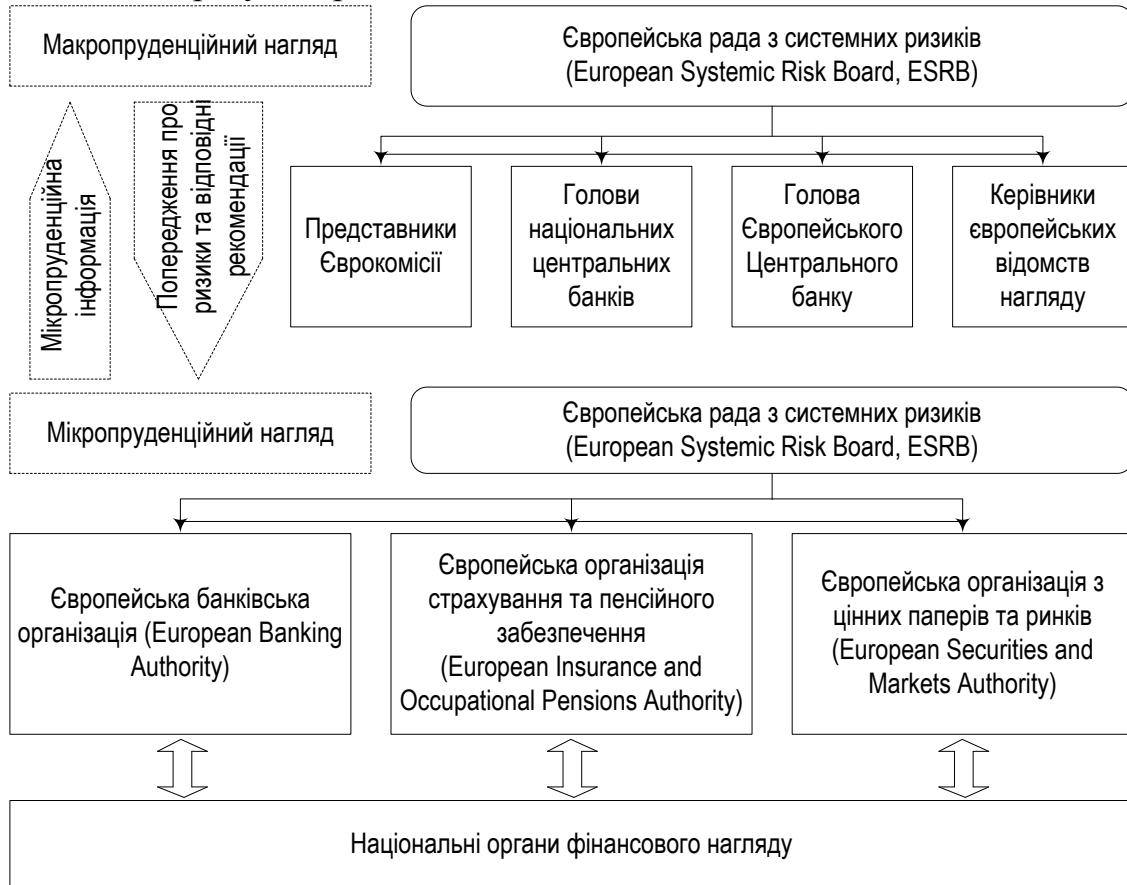 Макропруденційний нагляд
Європейська рада з системних ризиків
(European Systemic Risk Board, ESRB)
Мікропруденційна
інформація
Попередження про
ризики та відповідні
рекомендації
Представники
Єврокомісії
Голови
національних
центральних
банків
Голова
Європейського
Центрального
банку
Керівники
європейських
відомств
нагляду
Мікропруденційний нагляд
Європейська рада з системних ризиків
(European Systemic Risk Board, ESRB)
Європейська банківська
організація (European Banking
Authority)
Європейська організація
страхування та пенсійного
забезпечення
(European Insurance and
Occupational Pensions Authority)
Європейська організація з
цінних паперів та ринків
(European Securities and
Markets Authority)
Національні органи фінансового нагляду